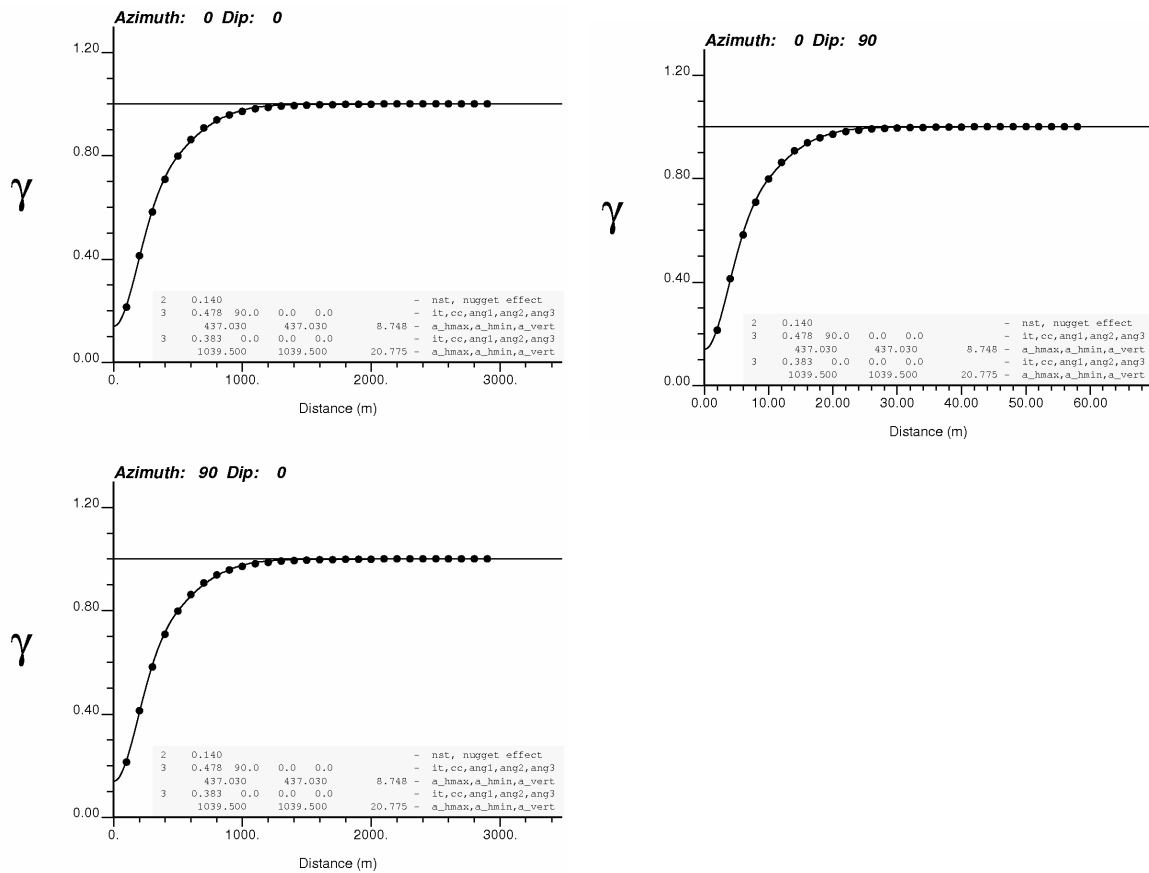 Azimuth: 0 Dip: 0
1.20
0.80
γ
0.40
2 0.140 - nst, nugget effect
3 0.478 90.0 0.0 0.0 - it,cc,ang1,ang2,ang3
437.030 437.030 8.748 - a_hmax,a_hmin,a_vert
3 0.383 0.0 0.0 0.0 - it,cc,ang1,ang2,ang3
1039.500 1039.500 20.775 - a_hmax,a_hmin,a_vert
0.00
0. 1000. 2000. 3000.
Distance (m)
Azimuth: 0 Dip: 90
1.20
0.80
γ
0.40
2 0.140 - nst, nugget effect
3 0.478 90.0 0.0 0.0 - it,cc,ang1,ang2,ang3
437.030 437.030 8.748 - a_hmax,a_hmin,a_vert
3 0.383 0.0 0.0 0.0 - it,cc,ang1,ang2,ang3
1039.500 1039.500 20.775 - a_hmax,a_hmin,a_vert
0.00
0.00 10.00 20.00 30.00 40.00 50.00 60.00
Distance (m)
Azimuth: 90 Dip: 0
1.20
0.80
γ
0.40
2 0.140 - nst, nugget effect
3 0.478 90.0 0.0 0.0 - it,cc,ang1,ang2,ang3
437.030 437.030 8.748 - a_hmax,a_hmin,a_vert
3 0.383 0.0 0.0 0.0 - it,cc,ang1,ang2,ang3
1039.500 1039.500 20.775 - a_hmax,a_hmin,a_vert
0.00
0. 1000. 2000. 3000.
Distance (m)